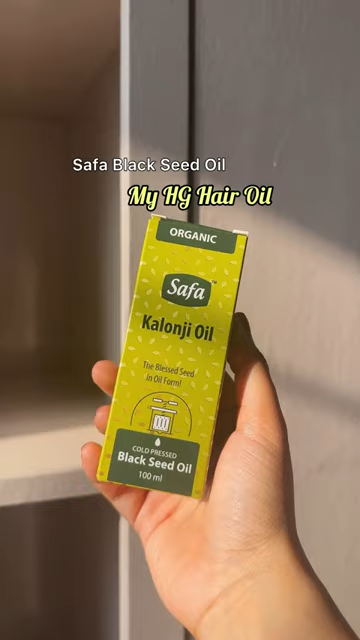 Safa Black Seed Oil
My HG Hair Oil
ORGANIC
Safa™
Kalonji Oil
The Blessed Seed
in Oil Form!
COLD PRESSED
Black Seed Oil
100 ml